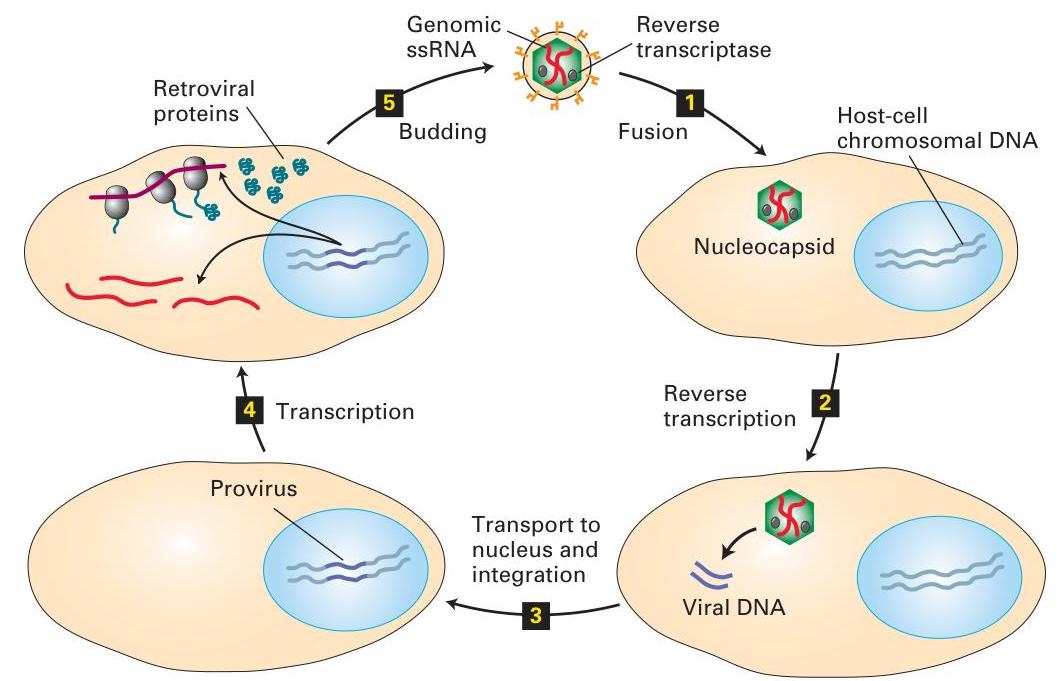 Genomic
ssRNA
Reverse
transcriptase
Retroviral
proteins
5
Budding
1
Fusion
Host-cell
chromosomal DNA
Nucleocapsid
Reverse
transcription
2
4
Transcription
Provirus
Transport to
nucleus and
integration
3
Viral DNA